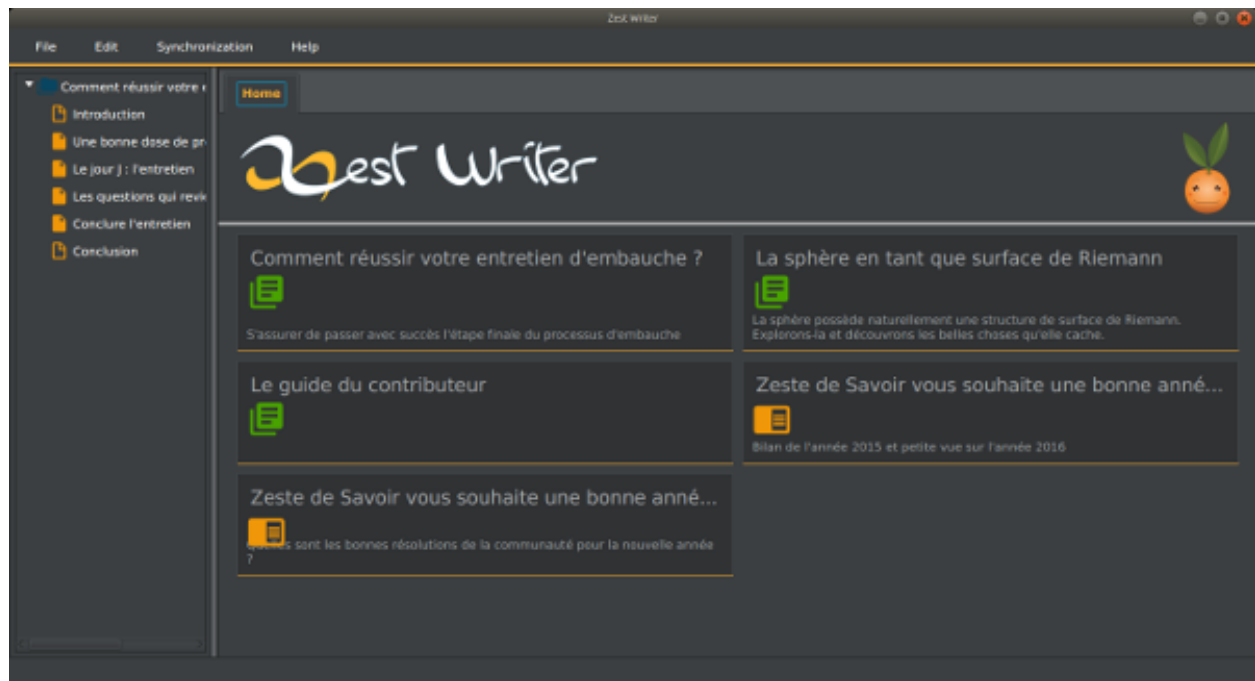 Zest Writer
File Edit Synchronization Help
Comment réussir votre
Introduction
Une bonne dose de
Le jour J : l'entretien
Les questions qui
Conclure l'entretien
Conclusion
Home
Zest Writer
Comment réussir votre entretien d'embauche ?
S'assurer de passer avec succès l'étape finale du processus d'embauche
La sphère en tant que surface de Riemann
La sphère possède naturellement une structure de surface de Riemann.
Explorons-la et découvrons les belles choses qu'elle cache.
Le guide du contributeur
Zeste de Savoir vous souhaite une bonne anné...
Bilan de l'année 2015 et petite vue sur l'année 2016
Zeste de Savoir vous souhaite une bonne anné...
sont les bonnes résolutions de la communauté pour la nouvelle année
?